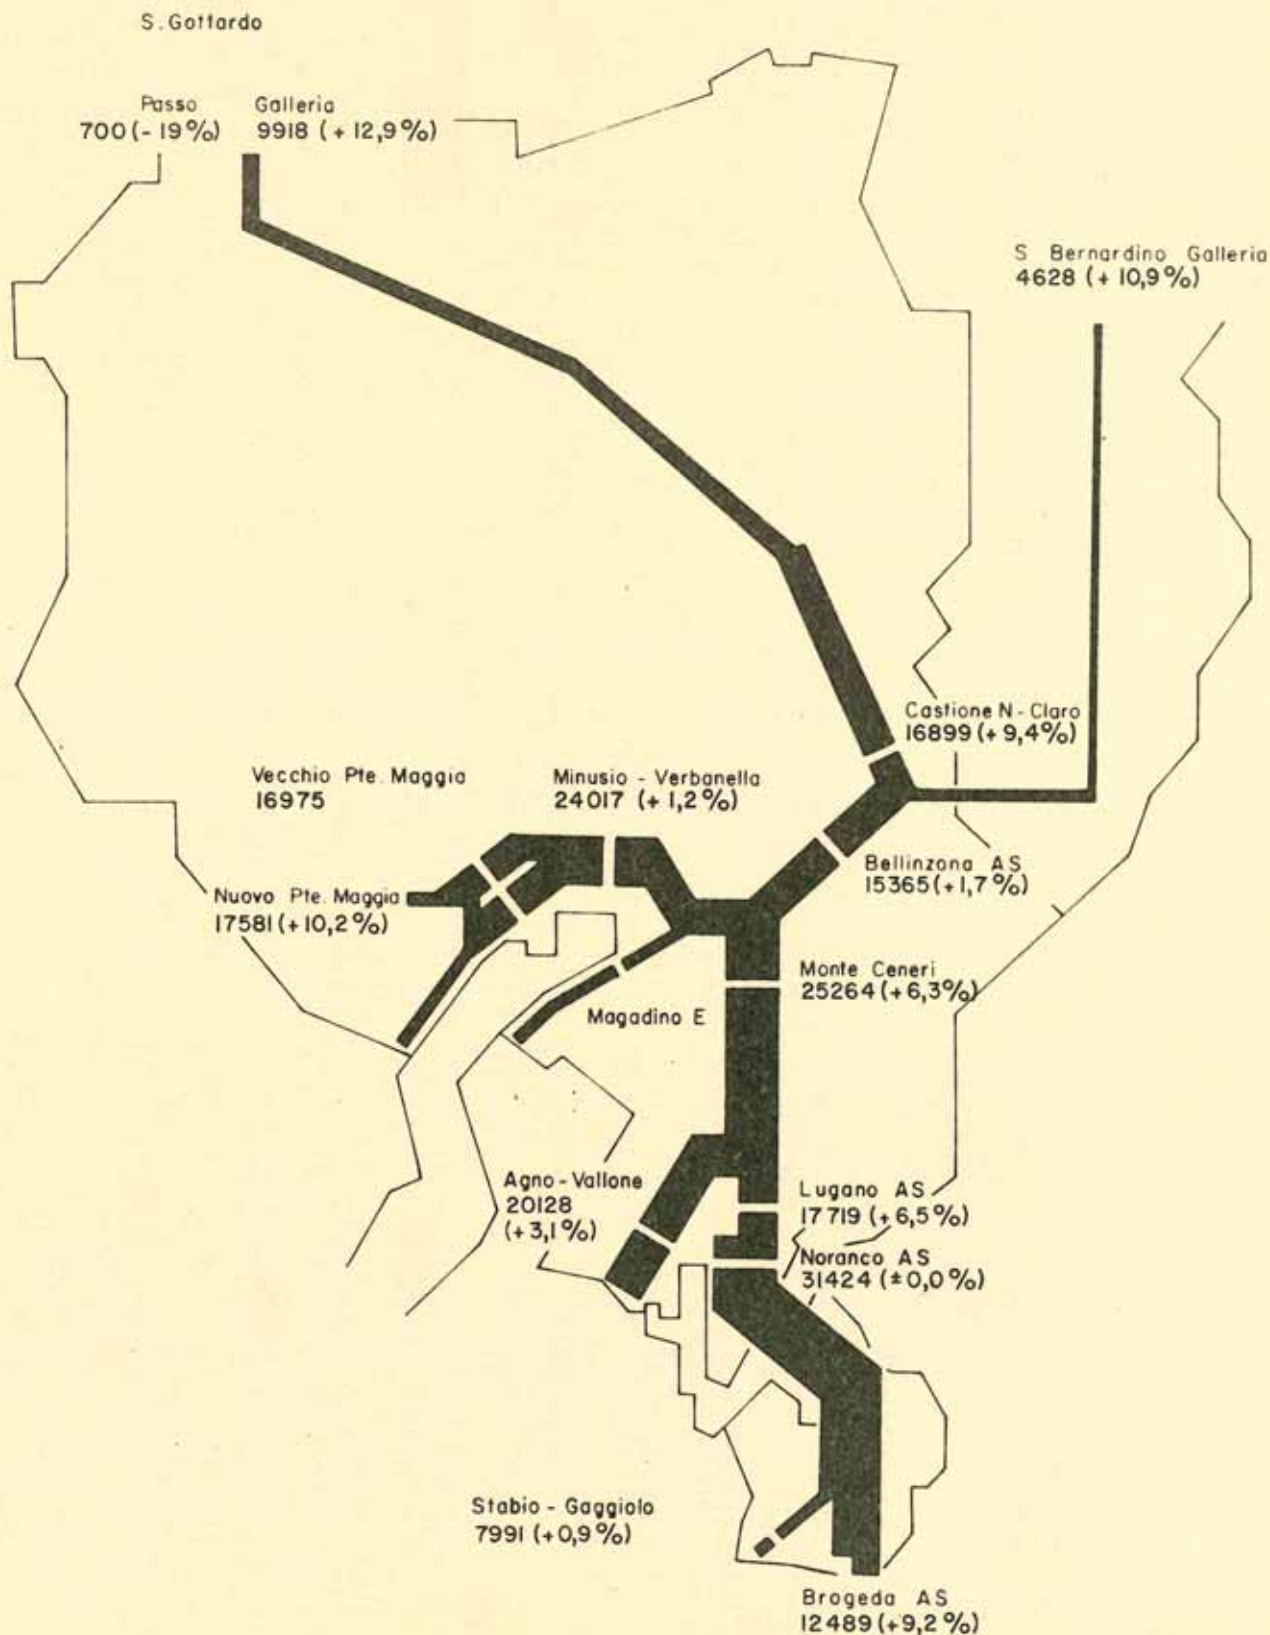 S. Gottardo
Passo
700 (- 19%)
Galleria
9918 (+ 12,9%)
S Bernardino Galleria
4628 (+ 10,9%)
Castione N - Claro
16899 (+ 9,4%)
Vecchio Pte. Maggia
16975
Minusio - Verbanella
24017 (+ 1,2%)
Bellinzona AS
15365 (+1,7%)
Nuovo Pte. Maggia
17581 (+10,2%)
Monte Ceneri
25264 (+6,3%)
Magadino E
Agno - Vallone
20128
(+3,1%)
Lugano AS
17719 (+6,5%)
Noranco AS
31424 (±0,0%)
Stabio - Gaggiolo
7991 (+0,9%)
Brogeda AS
12489 (+9,2%)